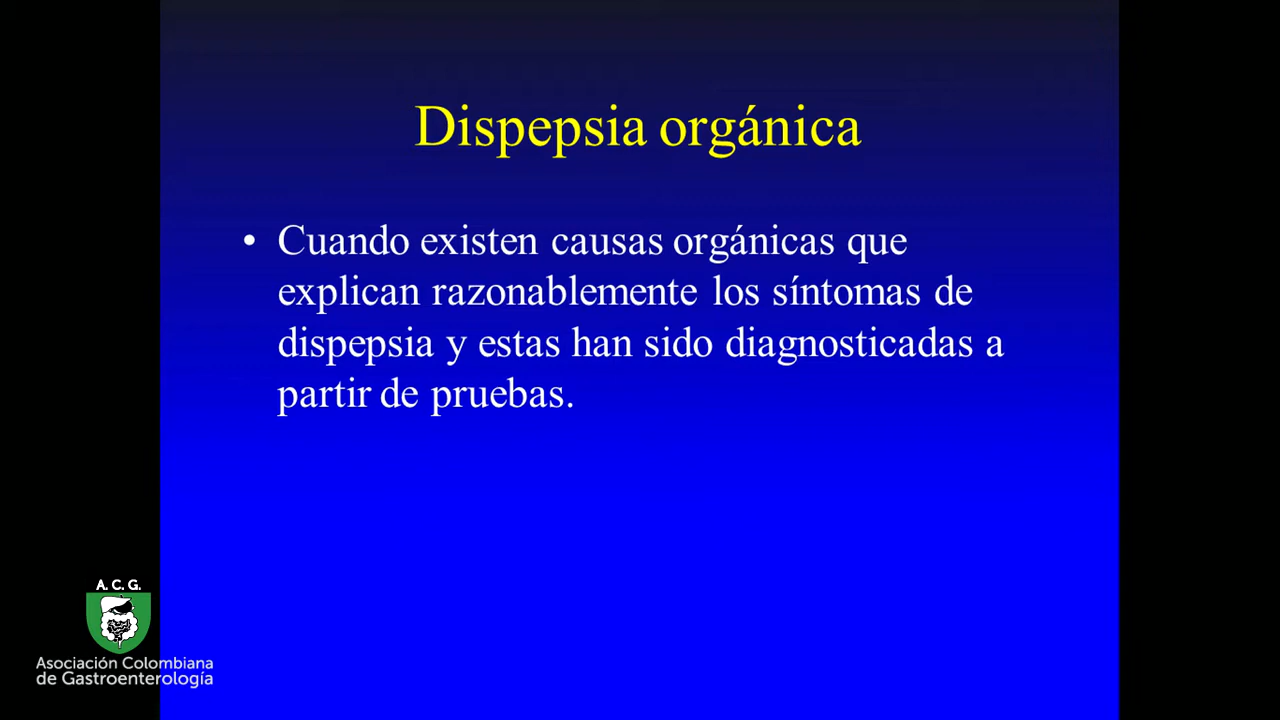 Dispepsia orgánica
• Cuando existen causas orgánicas que
explican razonablemente los síntomas de
dispepsia y estas han sido diagnosticadas a
partir de pruebas.
A. C. G.
Asociación Colombiana
de Gastroenterología